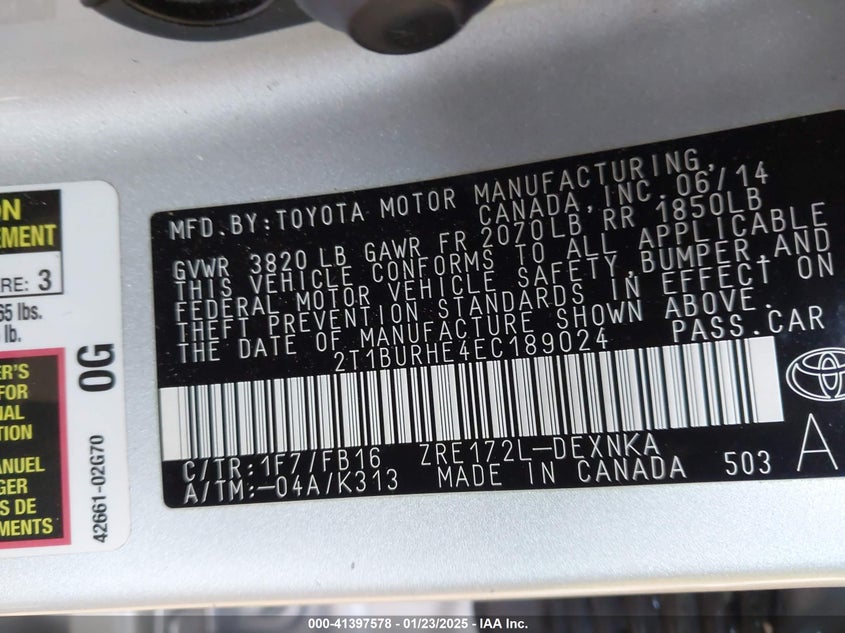 ON
EMENT
RE: 3
65 lbs.
lb.
0G
ER'S
FOR
NAL
TION
ANUEL
GER
S DE
MENTS
42661-02G70
MFD. BY: TOYOTA MOTOR MANUFACTURING,
CANADA, INC. 06/14
GVWR 3820 LB GAWR FR 2070LB RR 1850LB
THIS VEHICLE CONFORMS TO ALL APPLICABLE
FEDERAL MOTOR VEHICLE SAFETY, BUMPER, AND
THEFT PREVENTION STANDARDS IN EFFECT ON
THE DATE OF MANUFACTURE SHOWN ABOVE.
2T1BURHE4EC189024 PASS. CAR
C/TR: 1F7/FB16 ZRE172L-DEXNKA
A/TM: -04A/K313 MADE IN CANADA 503 A
000-41397578 — 01/23/2025 — IAA Inc.